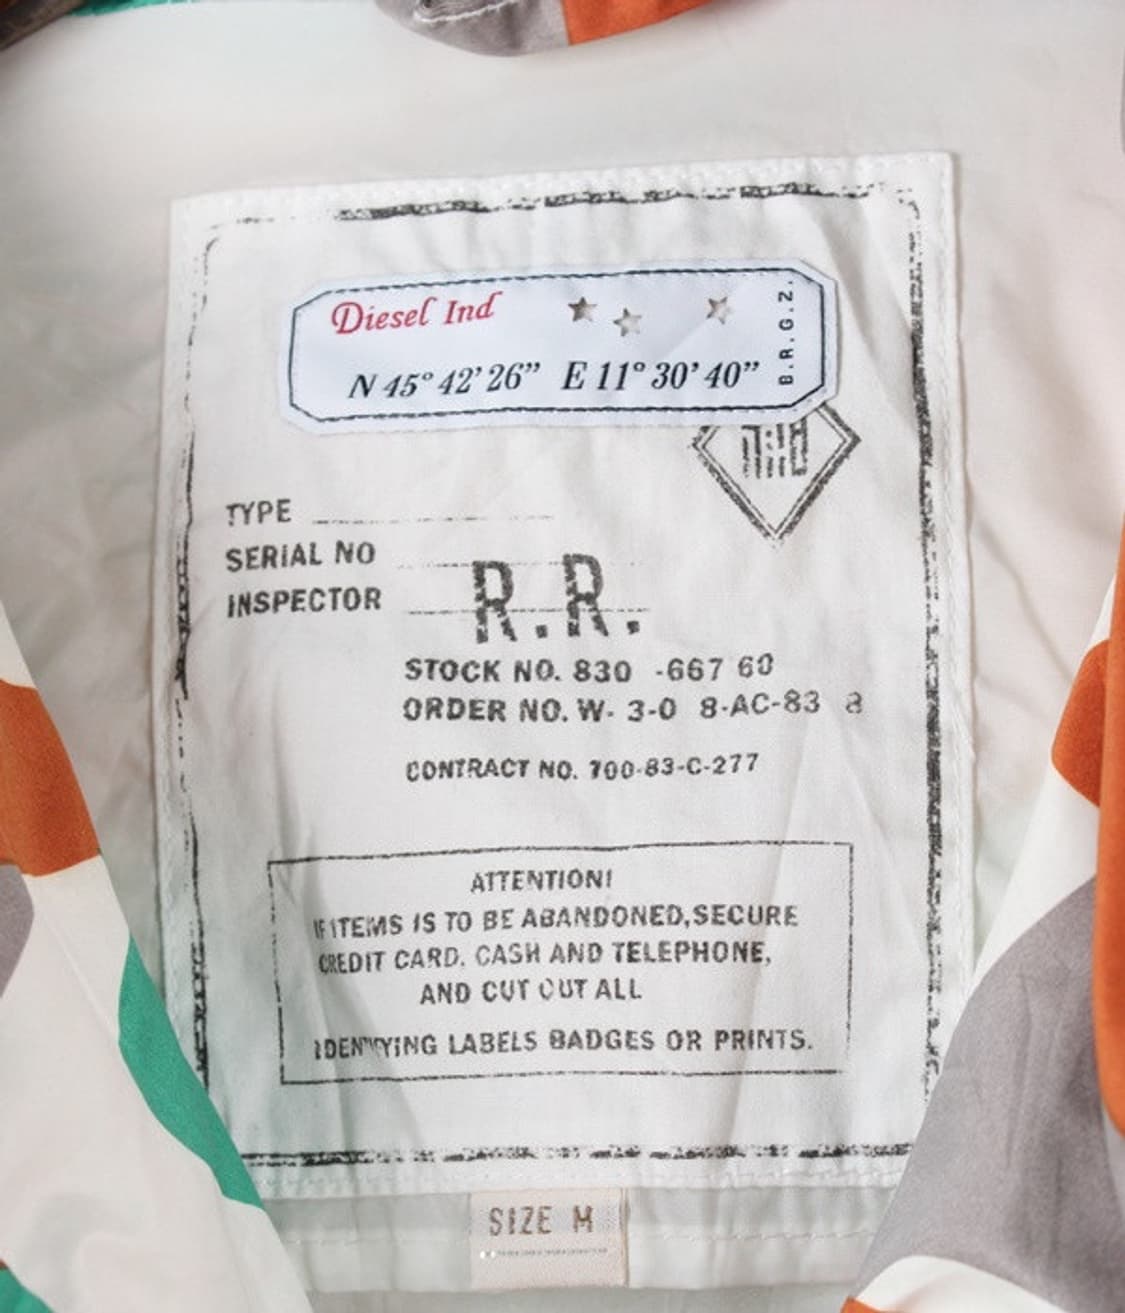 Diesel Ind
B.R.G.2.
N 45° 42' 26” E 11° 30' 40”
TYPE
SERIAL NO
INSPECTOR
R.R.
STOCK NO. 830 -667 60
ORDER NO. W- 3-0 8-AC-83 8
CONTRACT NO. 700-83-C-277
ATTENTION!
IF ITEMS IS TO BE ABANDONED, SECURE
CREDIT CARD. CASH AND TELEPHONE,
AND CUT OUT ALL
LABELS BADGES OR PRINTS.
SIZE M